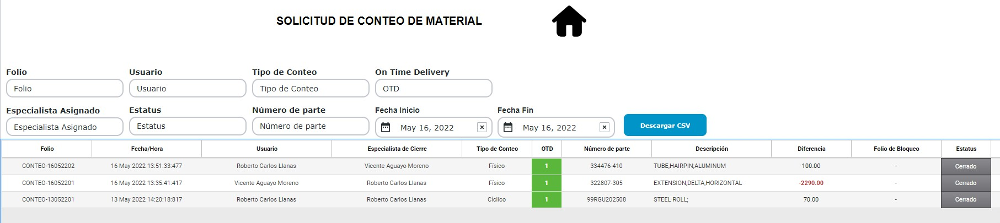 SOLICITUD DE CONTEO DE MATERIAL
Folio Usuario Tipo de Conteo On Time Delivery
Folio Usuario Tipo de Conteo OTD
Especialista Asignado Estatus Número de parte Fecha Inicio Fecha Fin
Especialista Asignado Estatus Número de parte May 16, 2022 May 16, 2022 Descargar CSV
Folio Fecha/Hora Usuario Especialista de Cierre Tipo de Conteo OTD Número de parte Descripción Diferencia Folio de Bloqueo Estatus
CONTEO-16052202 16 May 2022 13:51:33:477 Roberto Carlos Llanas Vicente Aguayo Moreno Físico 1 334476-410 TUBE,HAIRPIN;ALUMINUM 100.00 - Cerrado
CONTEO-16052201 16 May 2022 13:35:41:417 Vicente Aguayo Moreno Roberto Carlos Llanas Físico 1 322807-305 EXTENSION,DELTA;HORIZONTAL -2290.00 - Cerrado
CONTEO-13052201 13 May 2022 14:20:18:817 Roberto Carlos Llanas Roberto Carlos Llanas Cíclico 1 99RGU202508 STEEL ROLL; 70.00 - Cerrado